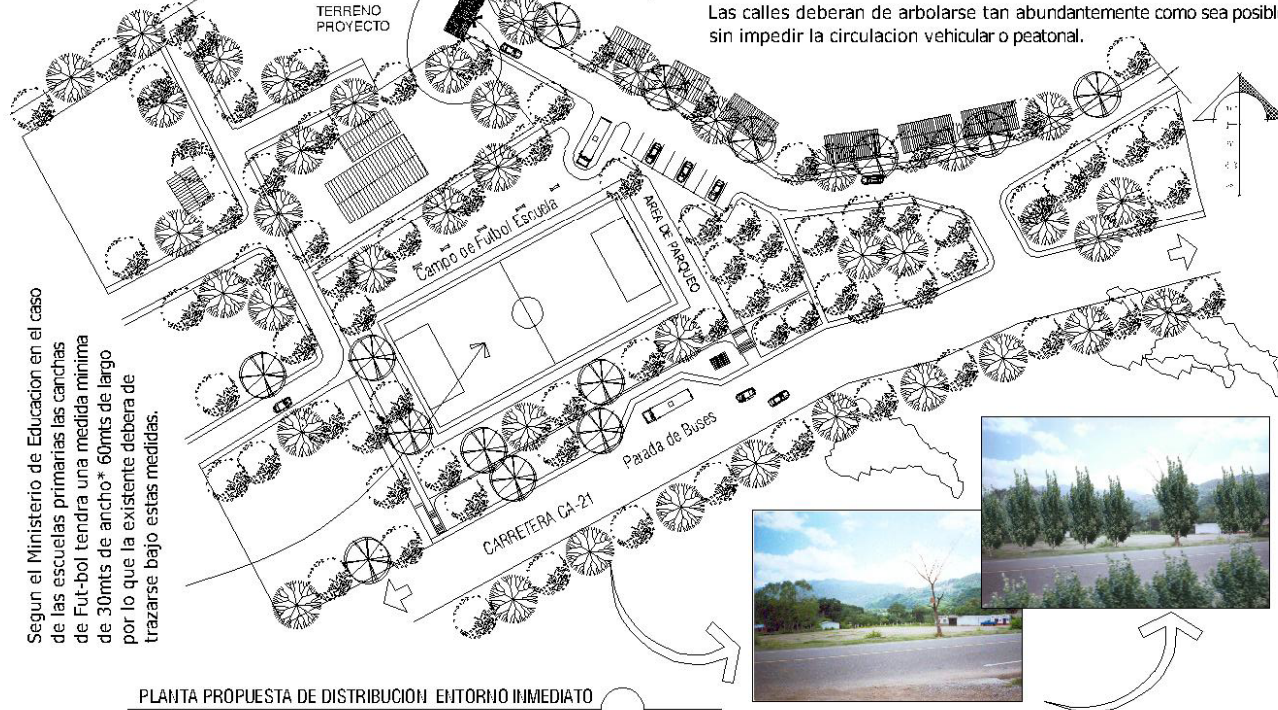 TERRENO
PROYECTO
Las calles deberan de arbolarse tan abundantemente como sea posibl
sin impedir la circulacion vehicular o peatonal.
Campo de Futbol Escuela
AREA DE PARQUEO
Parada de Buses
CARRETERA CA-21
Segun el Ministerio de Educacion en el caso
de las escuelas primarias las canchas
de Fut-bol tendra una medida minima
de 30mts de ancho* 60mts de largo
por lo que la existente debera de
trazarse bajo estas medidas.
PLANTA PROPUESTA DE DISTRIBUCION ENTORNO INMEDIATO